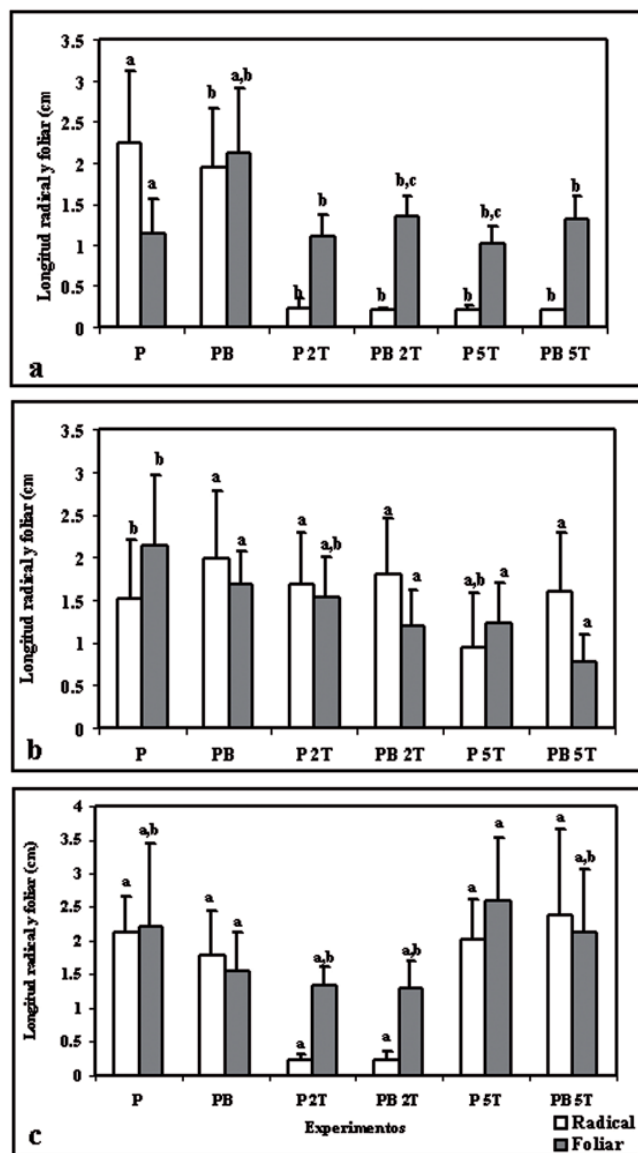 3.5
3
2.5
2
1.5
1
0.5
0
Longitud radical y foliar (cm
a
a
b
a,b
b
b
b
b,c
b
b,c
b
b
P
PB
P 2T
PB 2T
P 5T
PB 5T
a
3.5
3
2.5
2
1.5
1
0.5
0
Longitud radical y foliar (cm
b
b
a
a
a
a,b
a
a
a,b
a
a
a
P
PB
P 2T
PB 2T
P 5T
PB 5T
b
4
3.5
3
2.5
2
1.5
1
0.5
0
Longitud radical y foliar (cm)
a
a,b
a
a
a
a,b
a
a,b
a
a
a
a,b
P
PB
P 2T
PB 2T
P 5T
PB 5T
Experimentos
c
Radical
Foliar